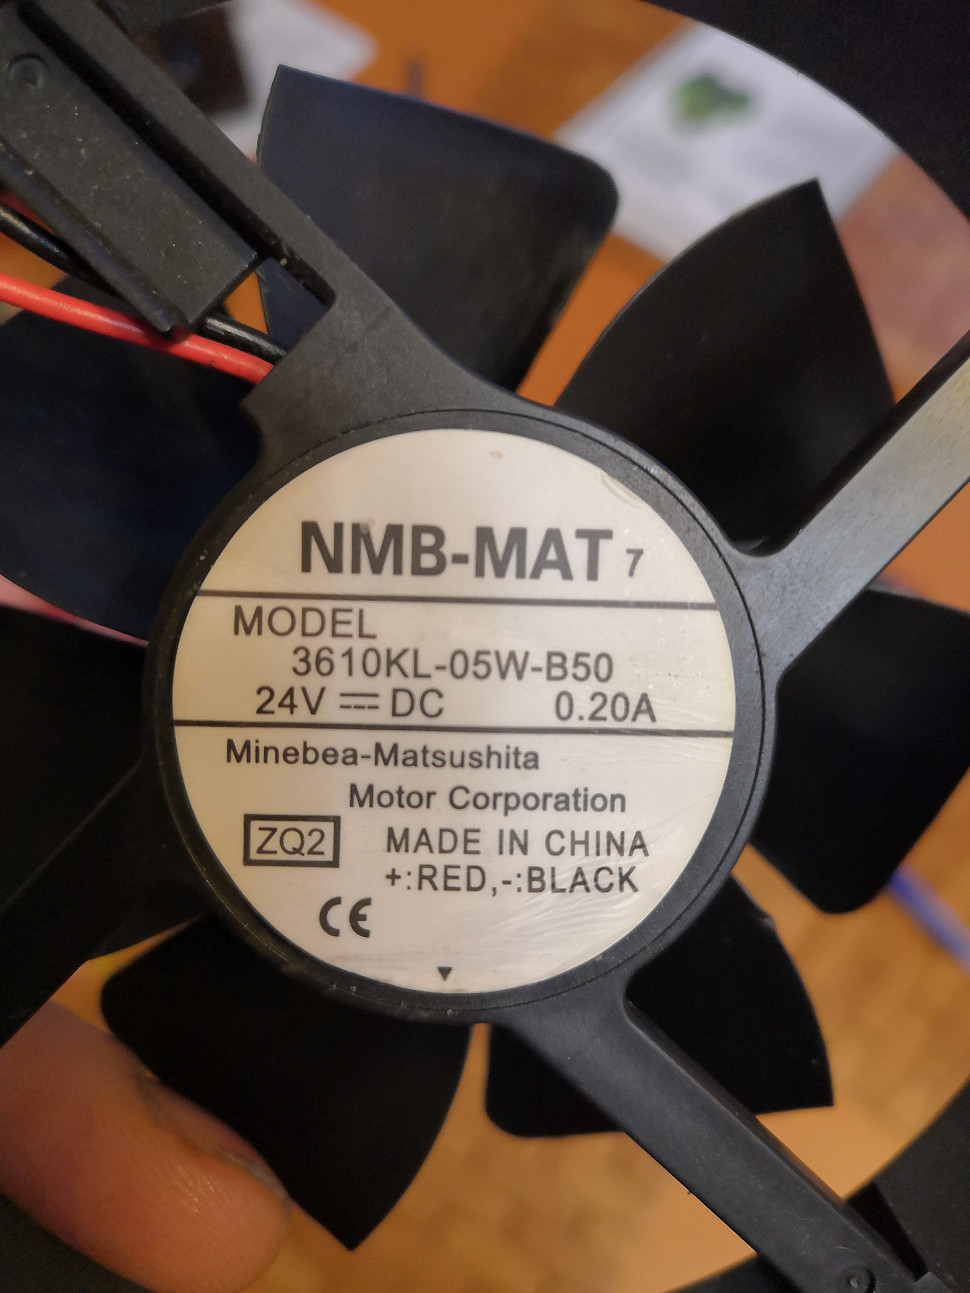 NMB-MAT 7
MODEL
3610KL-05W-B50
24V ⎓ DC 0.20A
Minebea-Matsushita
Motor Corporation
ZQ2 MADE IN CHINA
+:RED,-:BLACK
CE